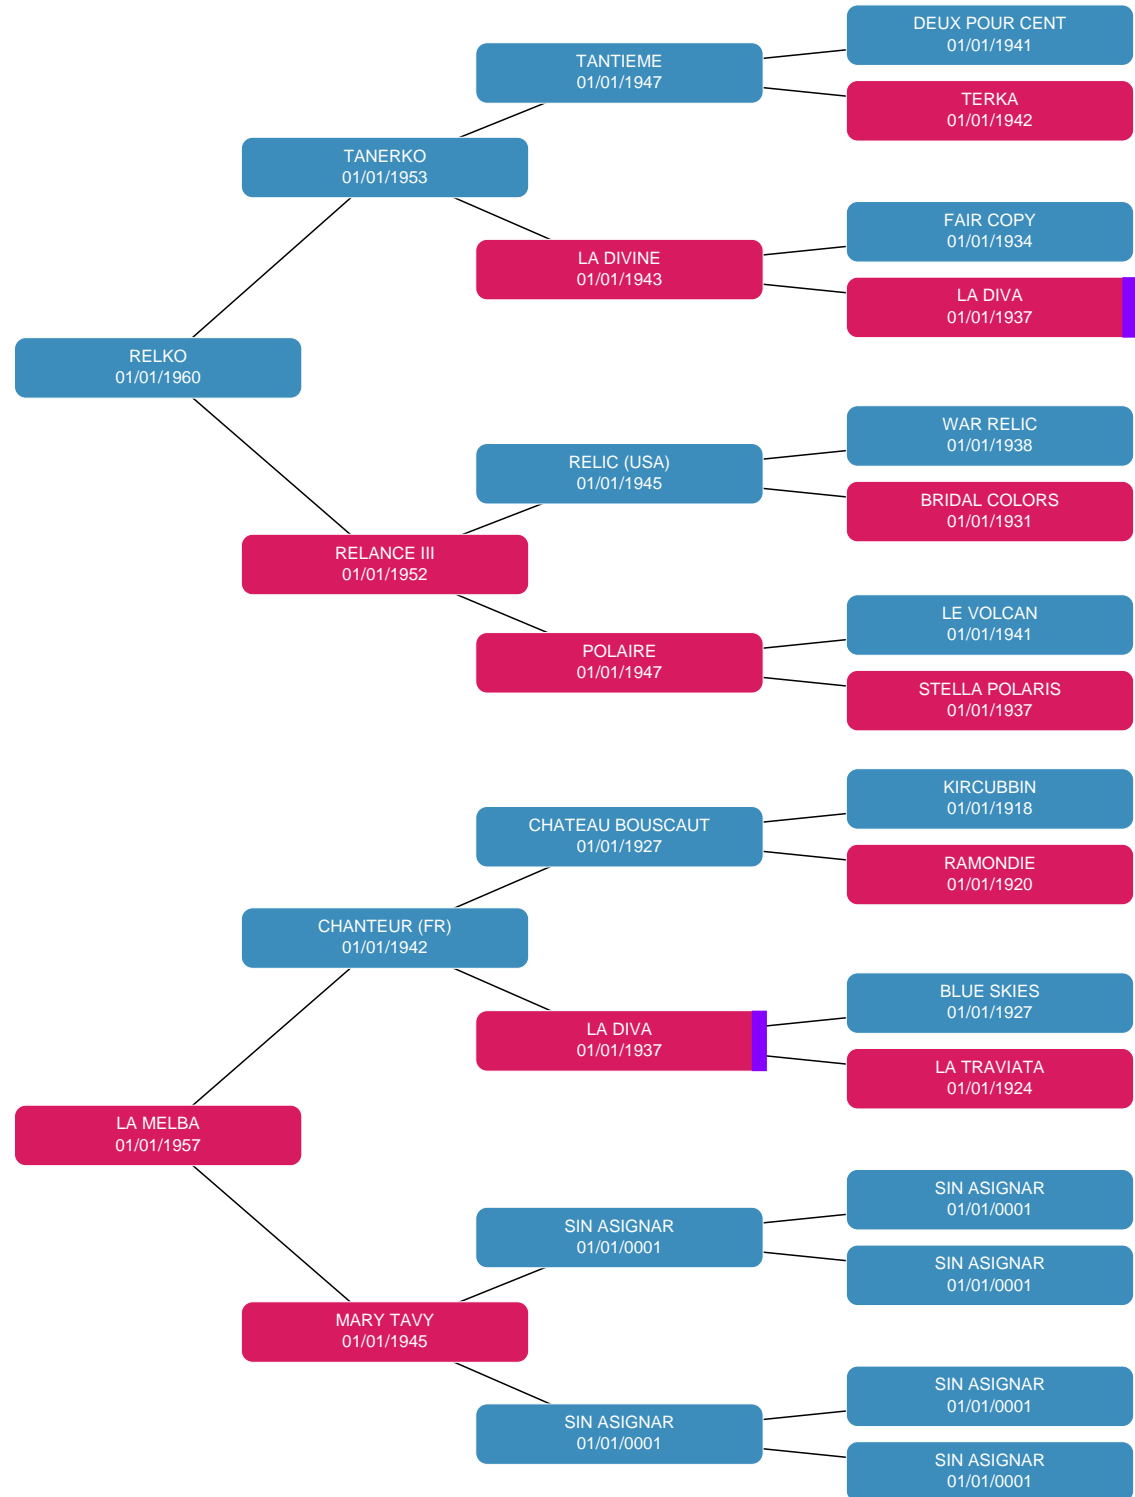 DEUX POUR CENT
01/01/1941
TANTIEME
01/01/1947
TERKA
01/01/1942
TANERKO
01/01/1953
FAIR COPY
01/01/1934
LA DIVINE
01/01/1943
LA DIVA
01/01/1937
RELKO
01/01/1960
WAR RELIC
01/01/1938
RELIC (USA)
01/01/1945
BRIDAL COLORS
01/01/1931
RELANCE III
01/01/1952
LE VOLCAN
01/01/1941
POLAIRE
01/01/1947
STELLA POLARIS
01/01/1937
KIRCUBBIN
01/01/1918
CHATEAU BOUSCAUT
01/01/1927
RAMONDIE
01/01/1920
CHANTEUR (FR)
01/01/1942
BLUE SKIES
01/01/1927
LA DIVA
01/01/1937
LA TRAVIATA
01/01/1924
LA MELBA
01/01/1957
SIN ASIGNAR
01/01/0001
SIN ASIGNAR
01/01/0001
SIN ASIGNAR
01/01/0001
MARY TAVY
01/01/1945
SIN ASIGNAR
01/01/0001
SIN ASIGNAR
01/01/0001
SIN ASIGNAR
01/01/0001